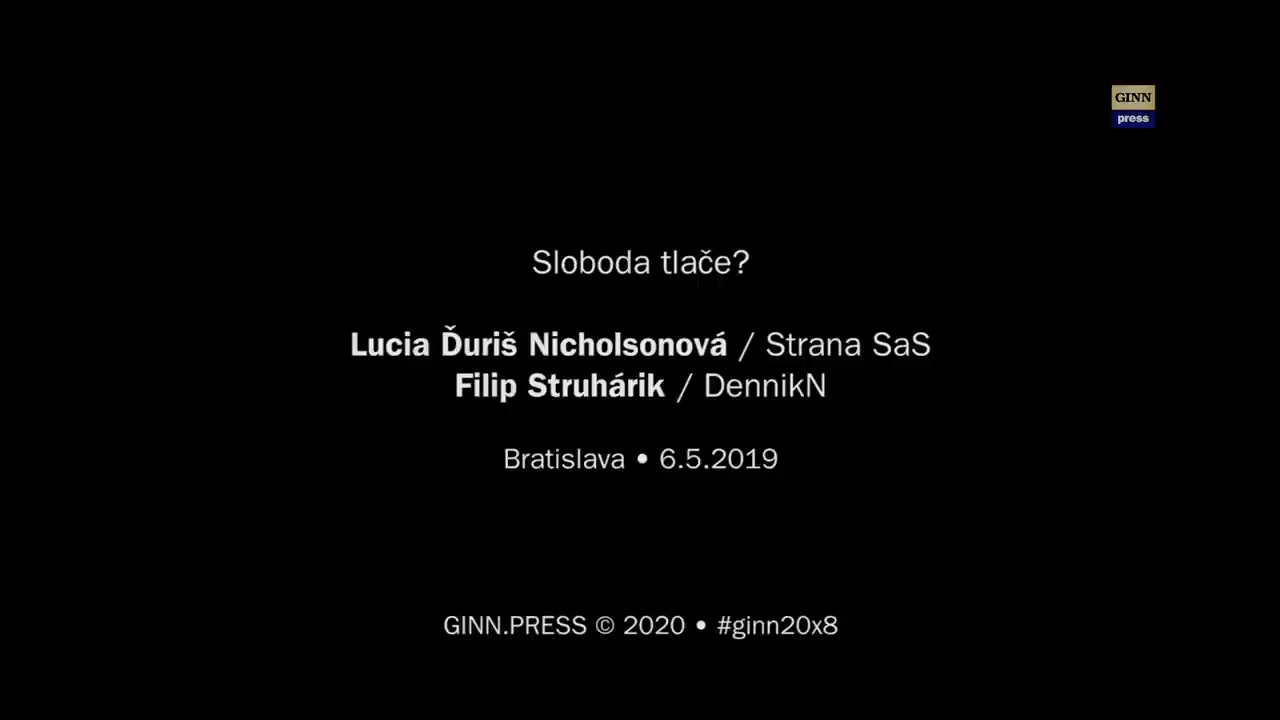 GINN
press
Sloboda tlače?
Lucia Ďuriš Nicholsonová / Strana SaS
Filip Struhárik / DennikN
Bratislava • 6.5.2019
GINN.PRESS © 2020 • #ginn20x8